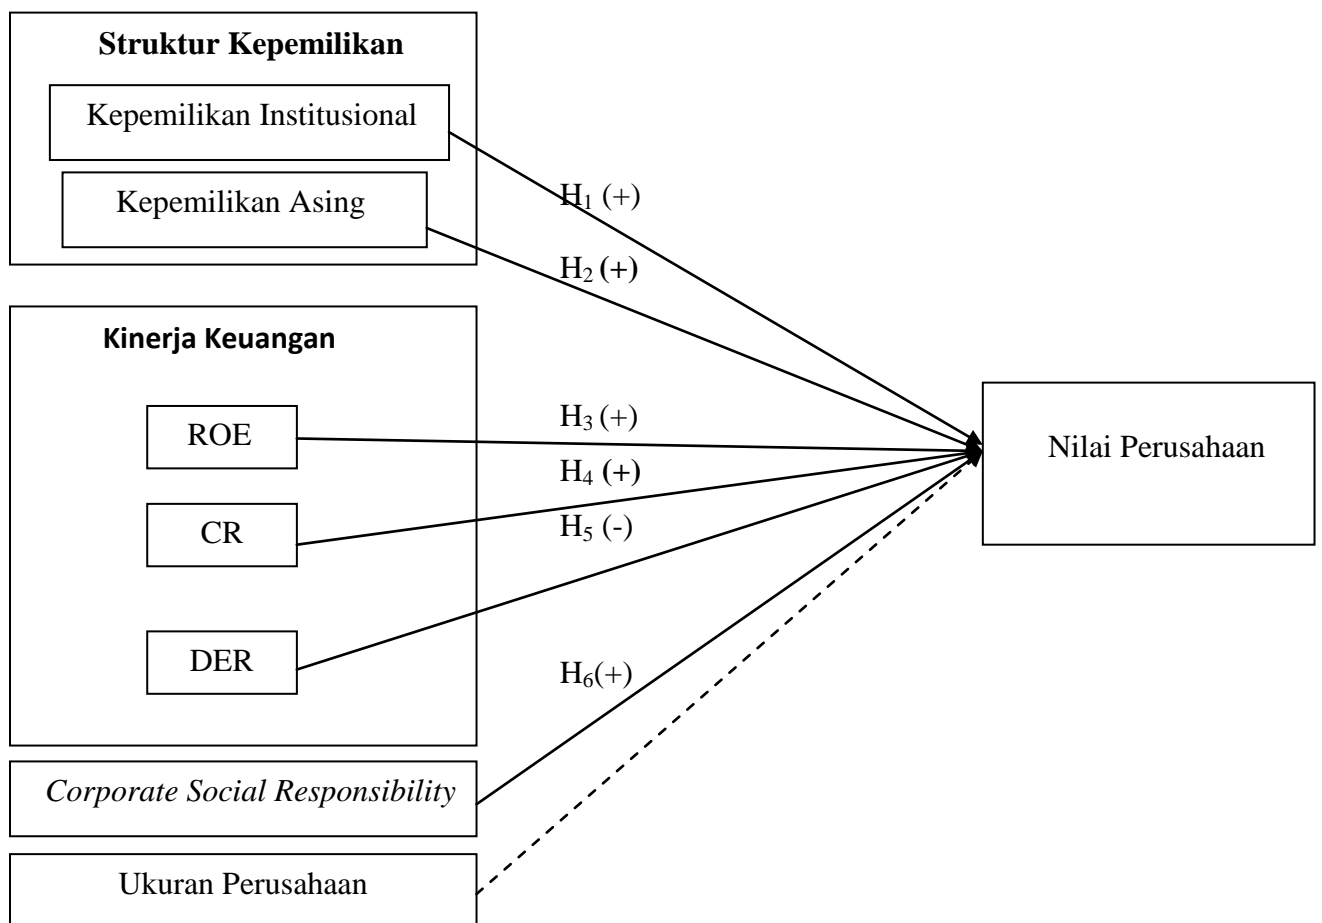 Struktur Kepemilikan
Kepemilikan Institusional
Kepemilikan Asing
H₁ (+)
H₂ (+)
Kinerja Keuangan
ROE
CR
DER
H₃ (+)
H₄ (+)
H₅ (-)
H₆(+)
Nilai Perusahaan
Corporate Social Responsibility
Ukuran Perusahaan